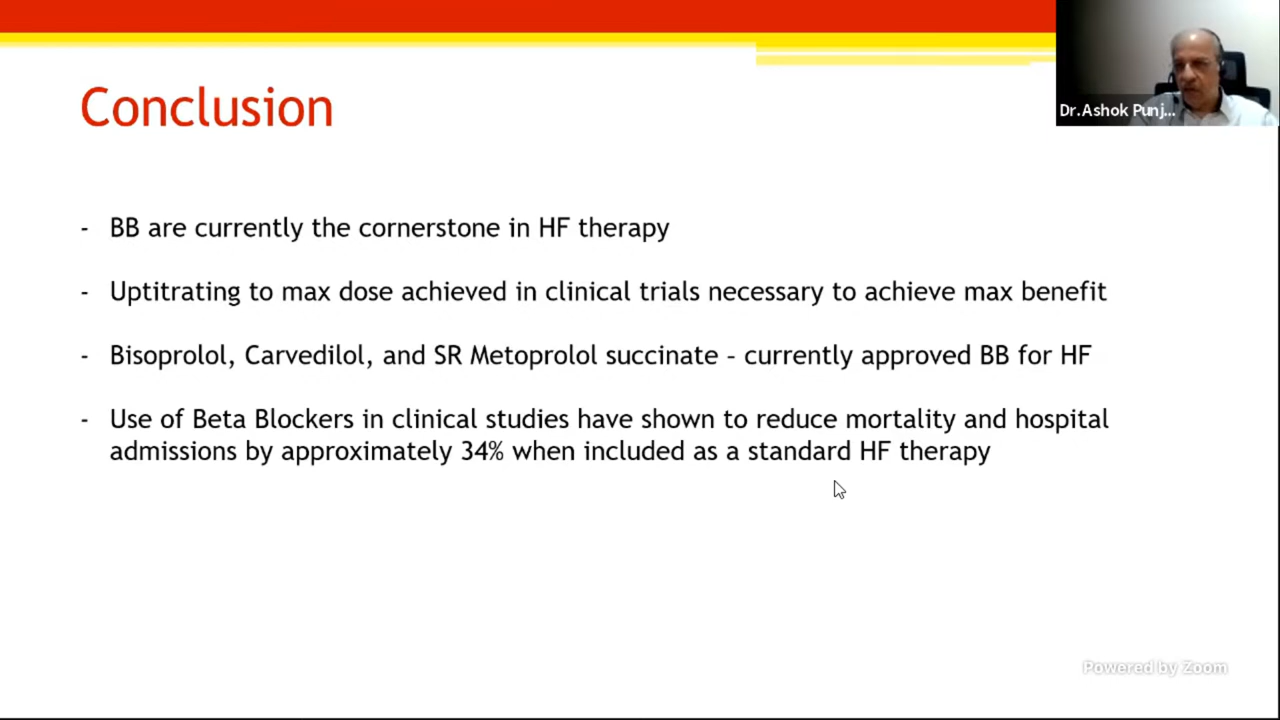 Dr.Ashok Punj...
Conclusion
- BB are currently the cornerstone in HF therapy
- Uptitrating to max dose achieved in clinical trials necessary to achieve max benefit
- Bisoprolol, Carvedilol, and SR Metoprolol succinate – currently approved BB for HF
- Use of Beta Blockers in clinical studies have shown to reduce mortality and hospital
admissions by approximately 34% when included as a standard HF therapy
Powered by Zoom